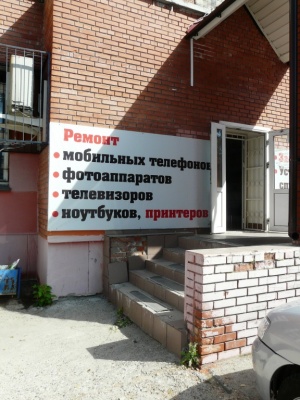 Ремонт
• мобильных телефонов
• фотоаппаратов
• телевизоров
• ноутбуков, принтеров